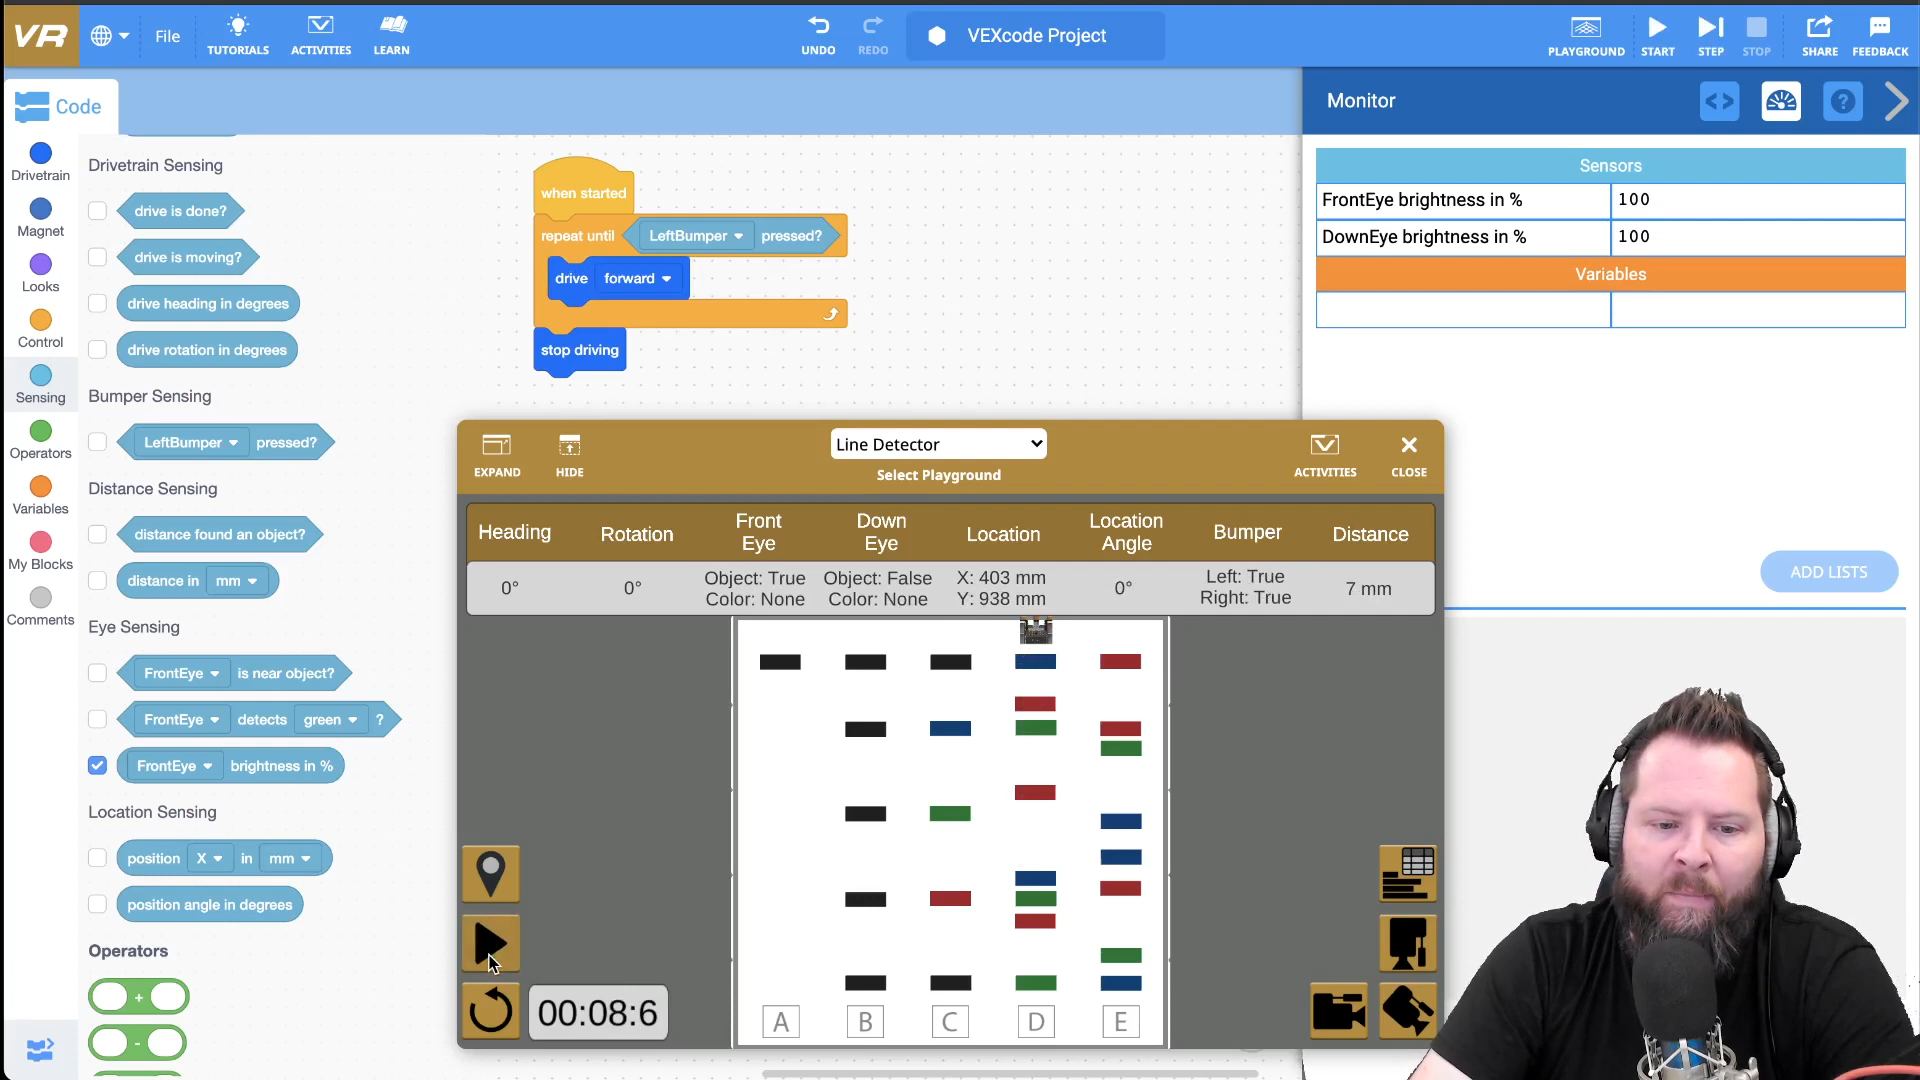 VR
File
TUTORIALS
ACTIVITIES
LEARN
UNDO
REDO
VEXcode Project
PLAYGROUND
START
STEP
STOP
SHARE
FEEDBACK
Code
Monitor
Drivetrain
Magnet
Looks
Control
Sensing
Operators
Variables
My Blocks
Comments
Drivetrain Sensing
drive is done?
drive is moving?
drive heading in degrees
drive rotation in degrees
Bumper Sensing
LeftBumper pressed?
Distance Sensing
distance found an object?
distance in mm
Eye Sensing
FrontEye is near object?
FrontEye detects green ?
FrontEye brightness in %
Location Sensing
position X in mm
position angle in degrees
Operators
+
-
when started
repeat until LeftBumper pressed?
drive forward
stop driving
Sensors
FrontEye brightness in % 100
DownEye brightness in % 100
Variables
ADD LISTS
EXPAND
HIDE
Line Detector
Select Playground
ACTIVITIES
CLOSE
Heading Rotation Front Eye Down Eye Location Location Angle Bumper Distance
0° 0° Object: True Object: False X: 403 mm 0° Left: True 7 mm
Color: None Color: None Y: 938 mm Right: True
00:08:6
A B C D E